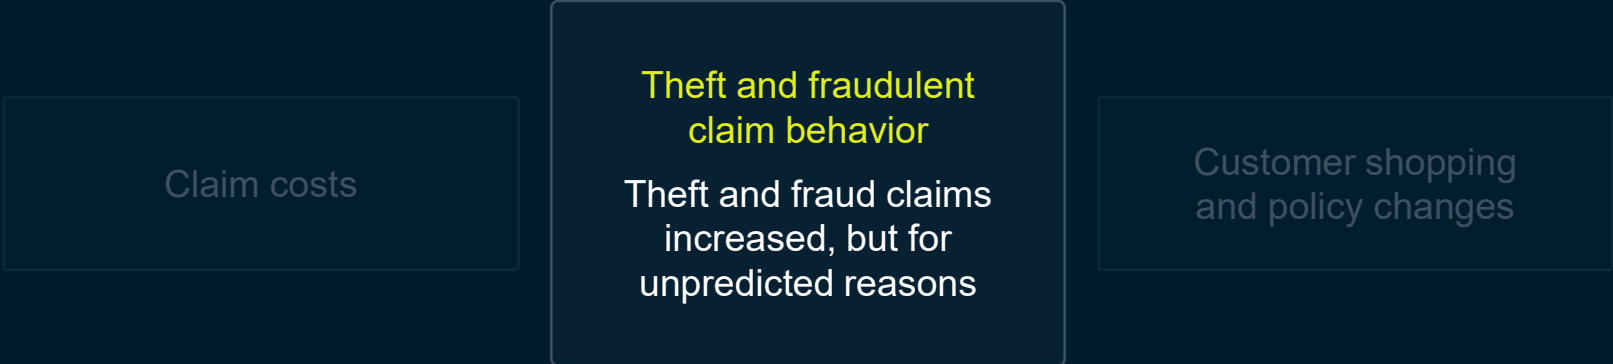 Claim costs
Theft and fraudulent
claim behavior
Theft and fraud claims
increased, but for
unpredicted reasons
Customer shopping
and policy changes